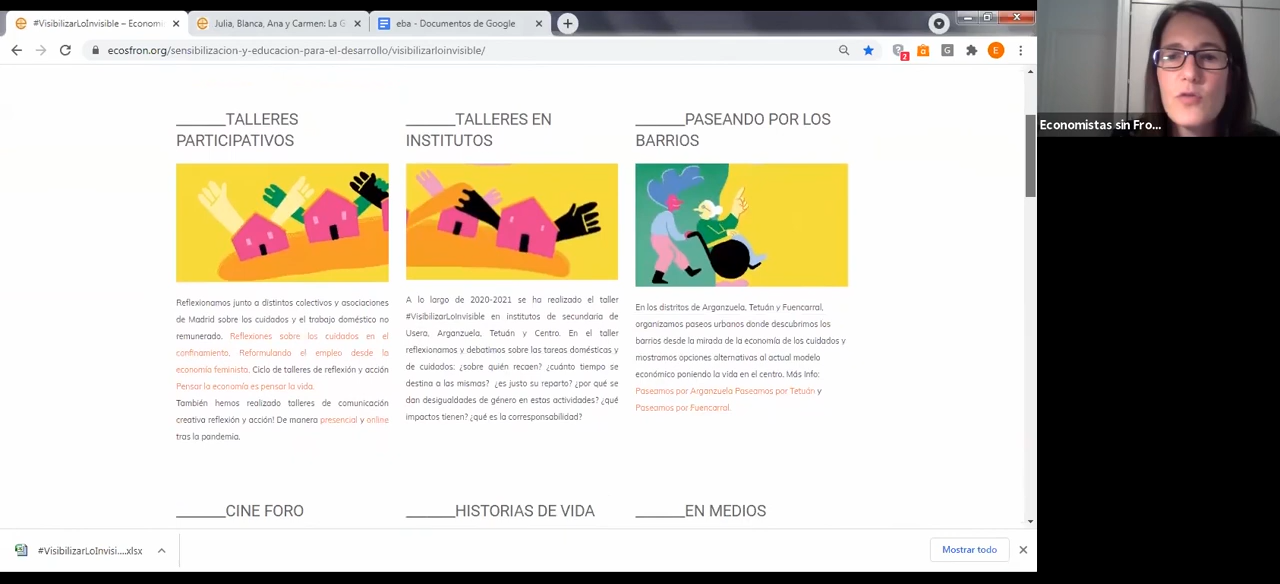 #VisibilizarLoInvisible – Economi
Julia, Blanca, Ana y Carmen: La G
eba - Documentos de Google
ecosfron.org/sensibilizacion-y-educacion-para-el-desarrollo/visibilizarloinvisible/
2
G
E
______TALLERES
PARTICIPATIVOS
Reflexionamos junto a distintos colectivos y asociaciones
de Madrid sobre los cuidados y el trabajo doméstico no
remunerado. Reflexiones sobre los cuidados en el
confinamiento. Reformulando el empleo desde la
economía feminista. Ciclo de talleres de reflexión y acción
Pensar la economía es pensar la vida.
También hemos realizado talleres de comunicación
creativa reflexión y acción! De manera presencial y online
tras la pandemia.
______TALLERES EN
INSTITUTOS
A lo largo de 2020-2021 se ha realizado el taller
#VisibilizarLoInvisible en institutos de secundaria de
Usera, Arganzuela, Tetuán y Centro. En el taller
reflexionamos y debatimos sobre las tareas domésticas y
de cuidados: ¿sobre quién recaen? ¿cuánto tiempo se
destina a las mismas? ¿es justo su reparto? ¿por qué se
dan desigualdades de género en estas actividades? ¿qué
impactos tienen? ¿qué es la corresponsabilidad?
______PASEANDO POR LOS
BARRIOS
En los distritos de Arganzuela, Tetuán y Fuencarral,
organizamos paseos urbanos donde descubrimos los
barrios desde la mirada de la economía de los cuidados y
mostramos opciones alternativas al actual modelo
económico poniendo la vida en el centro. Más Info:
Paseamos por Arganzuela Paseamos por Tetuán y
Paseamos por Fuencarral.
______CINE FORO
______HISTORIAS DE VIDA
______EN MEDIOS
#VisibilizarLoInvisi....xlsx
Mostrar todo
Economistas sin Fro...